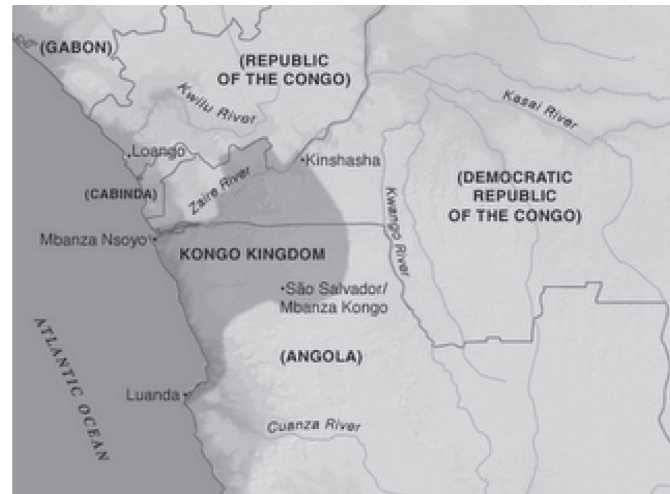 (GABON)
(REPUBLIC
OF THE CONGO)
Kwilu River
Kasai River
Loango
Kinshasha
(CABINDA)
Zaire River
(DEMOCRATIC
REPUBLIC
OF THE CONGO)
Kwango River
Mbanza Nsoyo
KONGO KINGDOM
São Salvador/
Mbanza Kongo
ATLANTIC OCEAN
(ANGOLA)
Luanda
Cuanza River